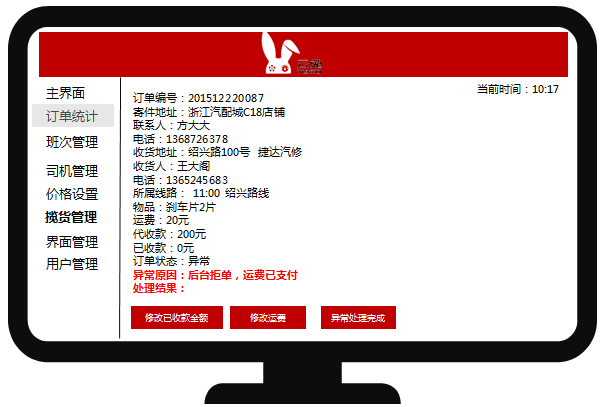 云兔
当前时间：10:17
主界面
订单统计
班次管理
司机管理
价格设置
揽货管理
界面管理
用户管理
订单编号：201512220087
寄件地址：浙江汽配城C18店铺
联系人：方大大
电话：1368726378
收货地址：绍兴路100号 捷达汽修
收货人：王大阁
电话：1365245683
所属线路： 11:00 绍兴路线
物品：刹车片2片
运费：20元
代收款：200元
已收款：0元
订单状态：异常
异常原因：后台拒单，运费已支付
处理结果：
修改已收款金额
修改运费
异常处理完成